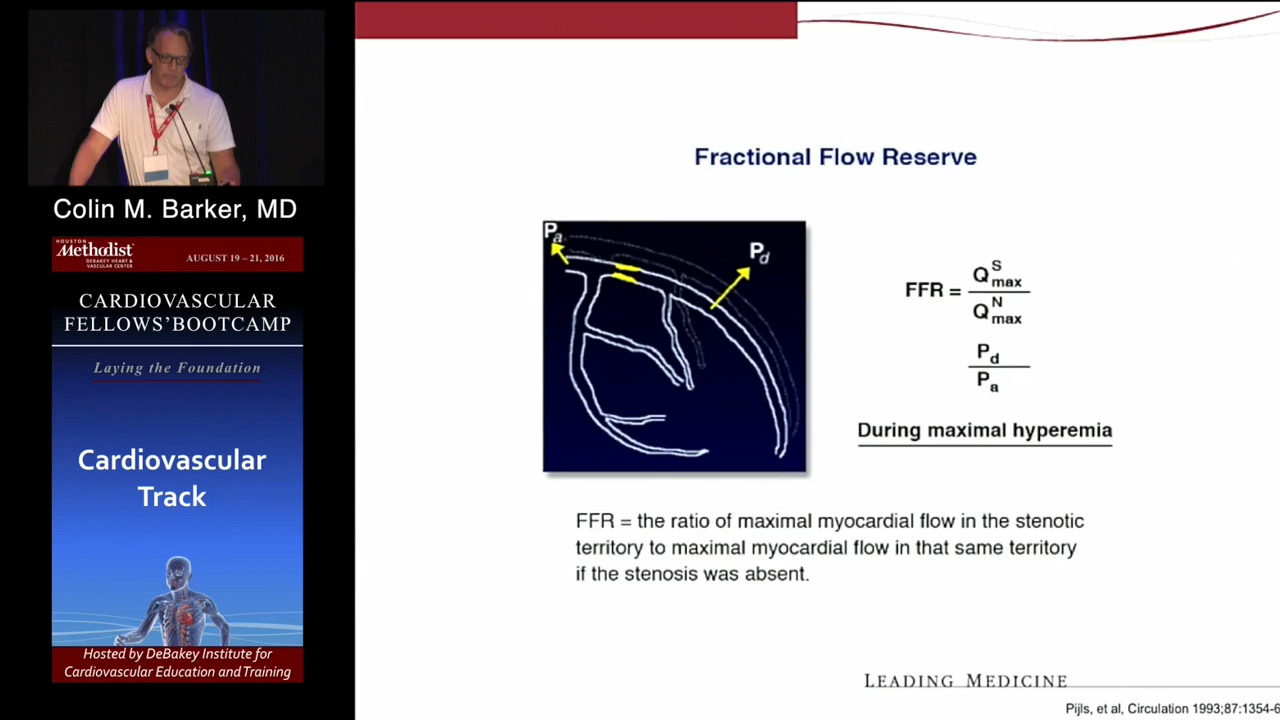 Colin M. Barker, MD
HOUSTON
Methodist
DEBAKEY HEART &
VASCULAR CENTER
AUGUST 19 – 21, 2016
CARDIOVASCULAR
FELLOWS' BOOTCAMP
Laying the Foundation
Cardiovascular
Track
Hosted by DeBakey Institute for
Cardiovascular Education and Training
Fractional Flow Reserve
Pa
Pd
FFR = Q S max
Q N max
Pd
Pa
During maximal hyperemia
FFR = the ratio of maximal myocardial flow in the stenotic
territory to maximal myocardial flow in that same territory
if the stenosis was absent.
LEADING MEDICINE
Pijls, et al, Circulation 1993;87:1354-6